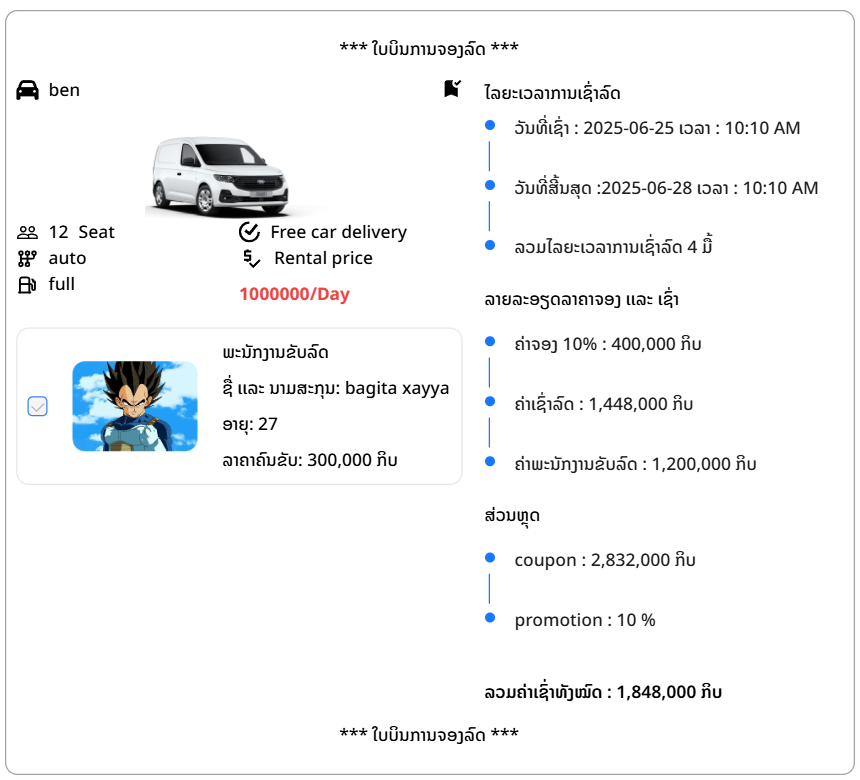 *** ໃບບິນການຈອງລົດ ***
ben
12 Seat
auto
full
Free car delivery
Rental price
1000000/Day
ພະນັກງານຂັບລົດ
ຊື່ ແລະ ນາມສະກຸນ: bagita xayya
ອາຍຸ: 27
ລາຄາຄົນຂັບ: 300,000 ກີບ
ໄລຍະເວລາການເຊົ່າລົດ
ວັນທີ່ເຊົ່າ : 2025-06-25 ເວລາ : 10:10 AM
ວັນທີ່ສິ້ນສຸດ :2025-06-28 ເວລາ : 10:10 AM
ລວມໄລຍະເວລາການເຊົ່າລົດ 4 ມື້
ລາຍລະອຽດລາຄາຈອງ ແລະ ເຊົ່າ
ຄ່າຈອງ 10% : 400,000 ກີບ
ຄ່າເຊົ່າລົດ : 1,448,000 ກີບ
ຄ່າພະນັກງານຂັບລົດ : 1,200,000 ກີບ
ສ່ວນຫຼຸດ
coupon : 2,832,000 ກີບ
promotion : 10 %
ລວມຄ່າເຊົ່າທັງໝົດ : 1,848,000 ກີບ
*** ໃບບິນການຈອງລົດ ***